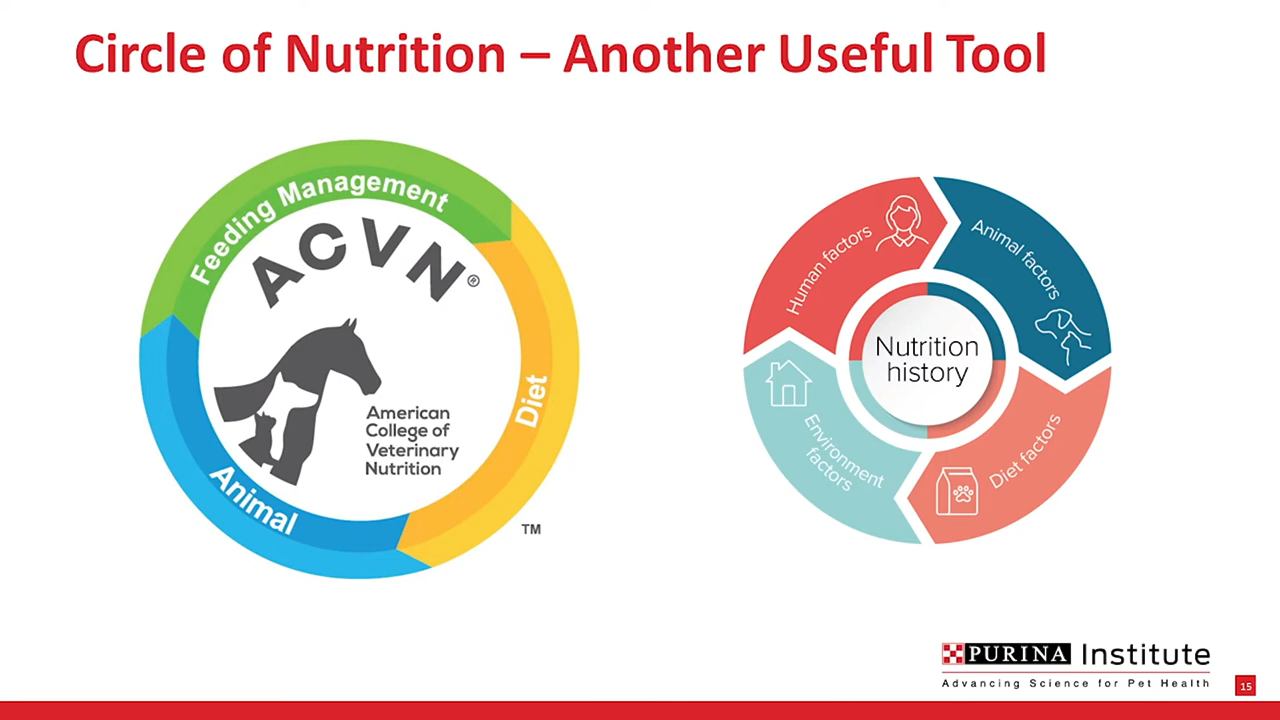 Circle of Nutrition – Another Useful Tool
Feeding Management
ACVN®
American
College of
Veterinary
Nutrition
Diet
Animal
TM
Human factors
Animal factors
Nutrition
history
Environment
factors
Diet factors
PURINA Institute
Advancing Science for Pet Health
15